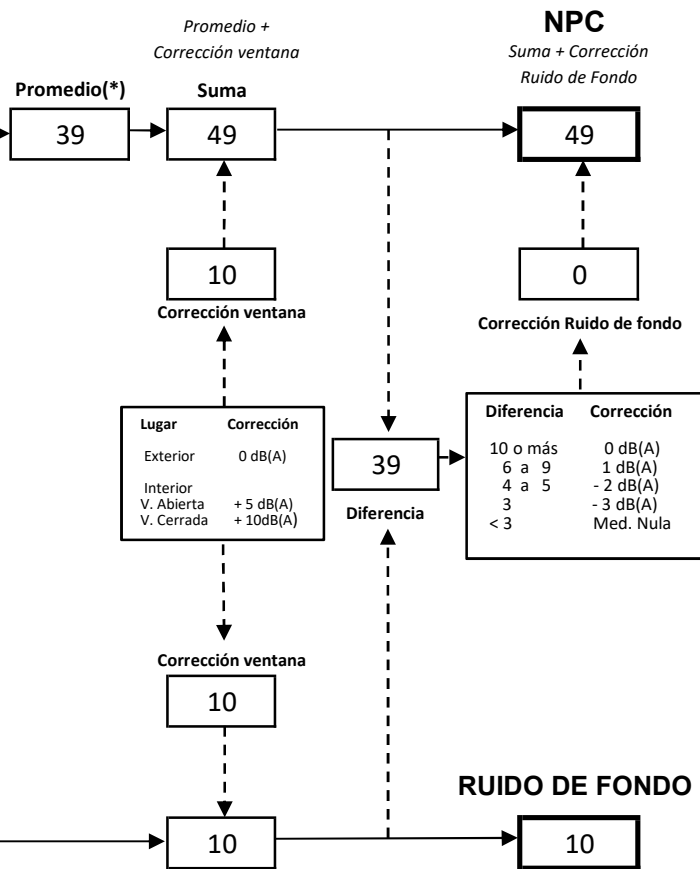 Promedio +
Corrección ventana
NPC
Suma + Corrección
Ruido de Fondo
Promedio(*)
Suma
39
49
49
10
0
Corrección ventana
Corrección Ruido de fondo
Lugar Corrección
Exterior 0 dB(A)
Interior
V. Abierta + 5 dB(A)
V. Cerrada + 10dB(A)
39
Diferencia
Diferencia Corrección
10 o más 0 dB(A)
6 a 9 1 dB(A)
4 a 5 - 2 dB(A)
3 - 3 dB(A)
< 3 Med. Nula
Corrección ventana
10
RUIDO DE FONDO
10
10